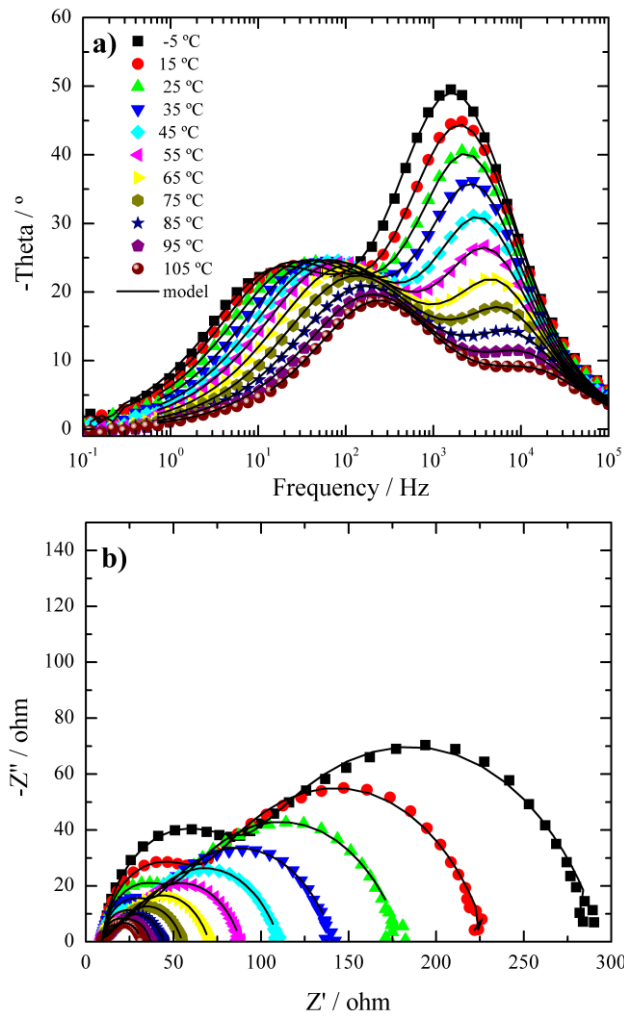 a)
-5 ºC
15 ºC
25 ºC
35 ºC
45 ºC
55 ºC
65 ºC
75 ºC
85 ºC
95 ºC
105 ºC
model
-Theta / º
60
50
40
30
20
10
0
10-1 100 101 102 103 104 105
Frequency / Hz
b)
-Z'' / ohm
140
120
100
80
60
40
20
0
0 50 100 150 200 250 300
Z' / ohm